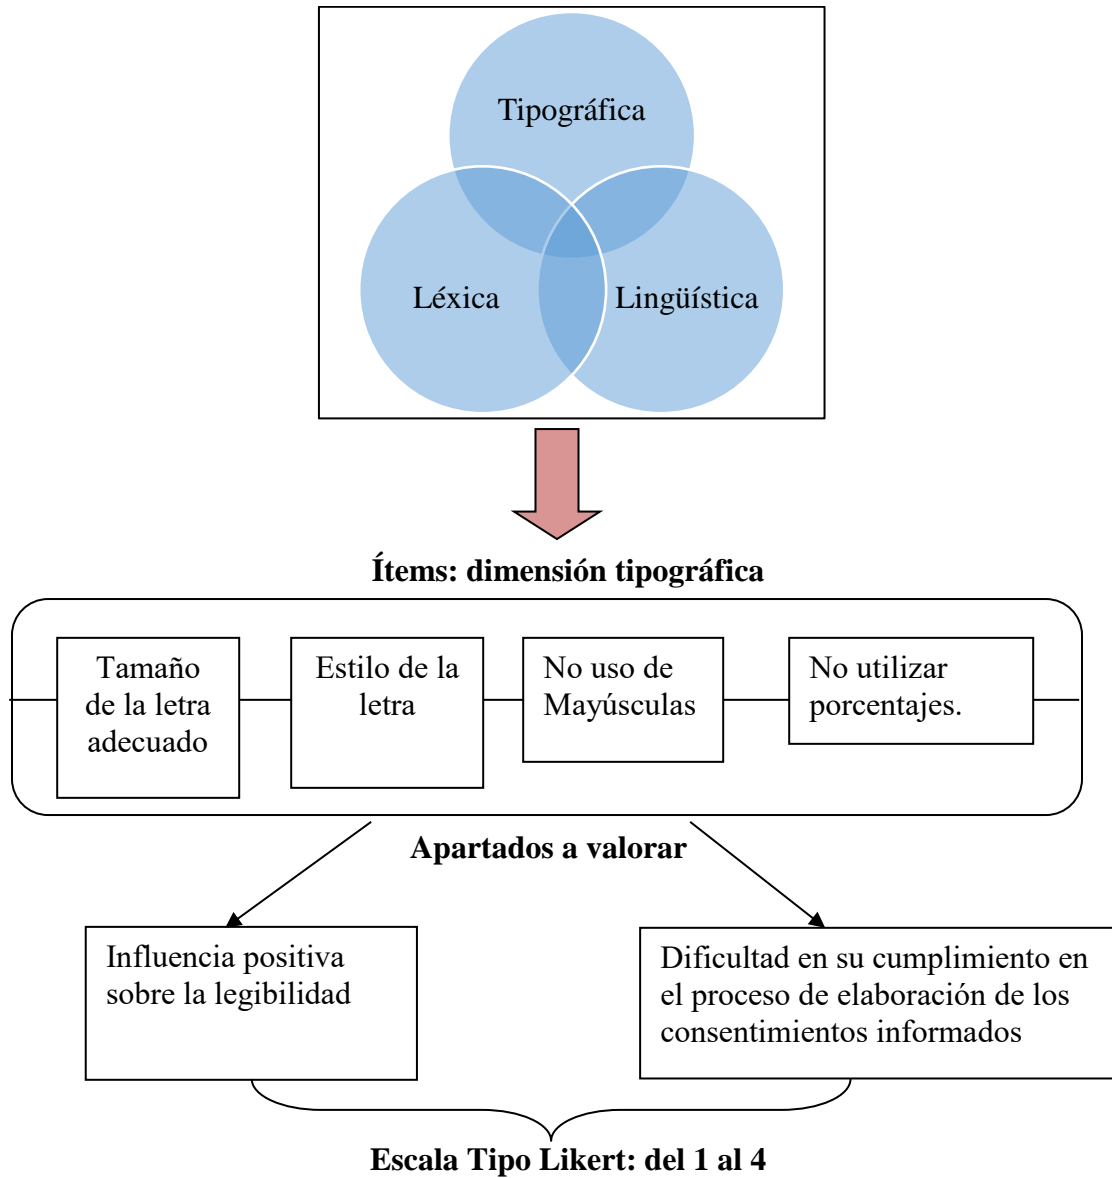 Tipográfica
Léxica
Lingüística
Ítems: dimensión tipográfica
Tamaño
de la letra
adecuado
Estilo de la
letra
No uso de
Mayúsculas
No utilizar
porcentajes.
Apartados a valorar
Influencia positiva
sobre la legibilidad
Dificultad en su cumplimiento en
el proceso de elaboración de los
consentimientos informados
Escala Tipo Likert: del 1 al 4